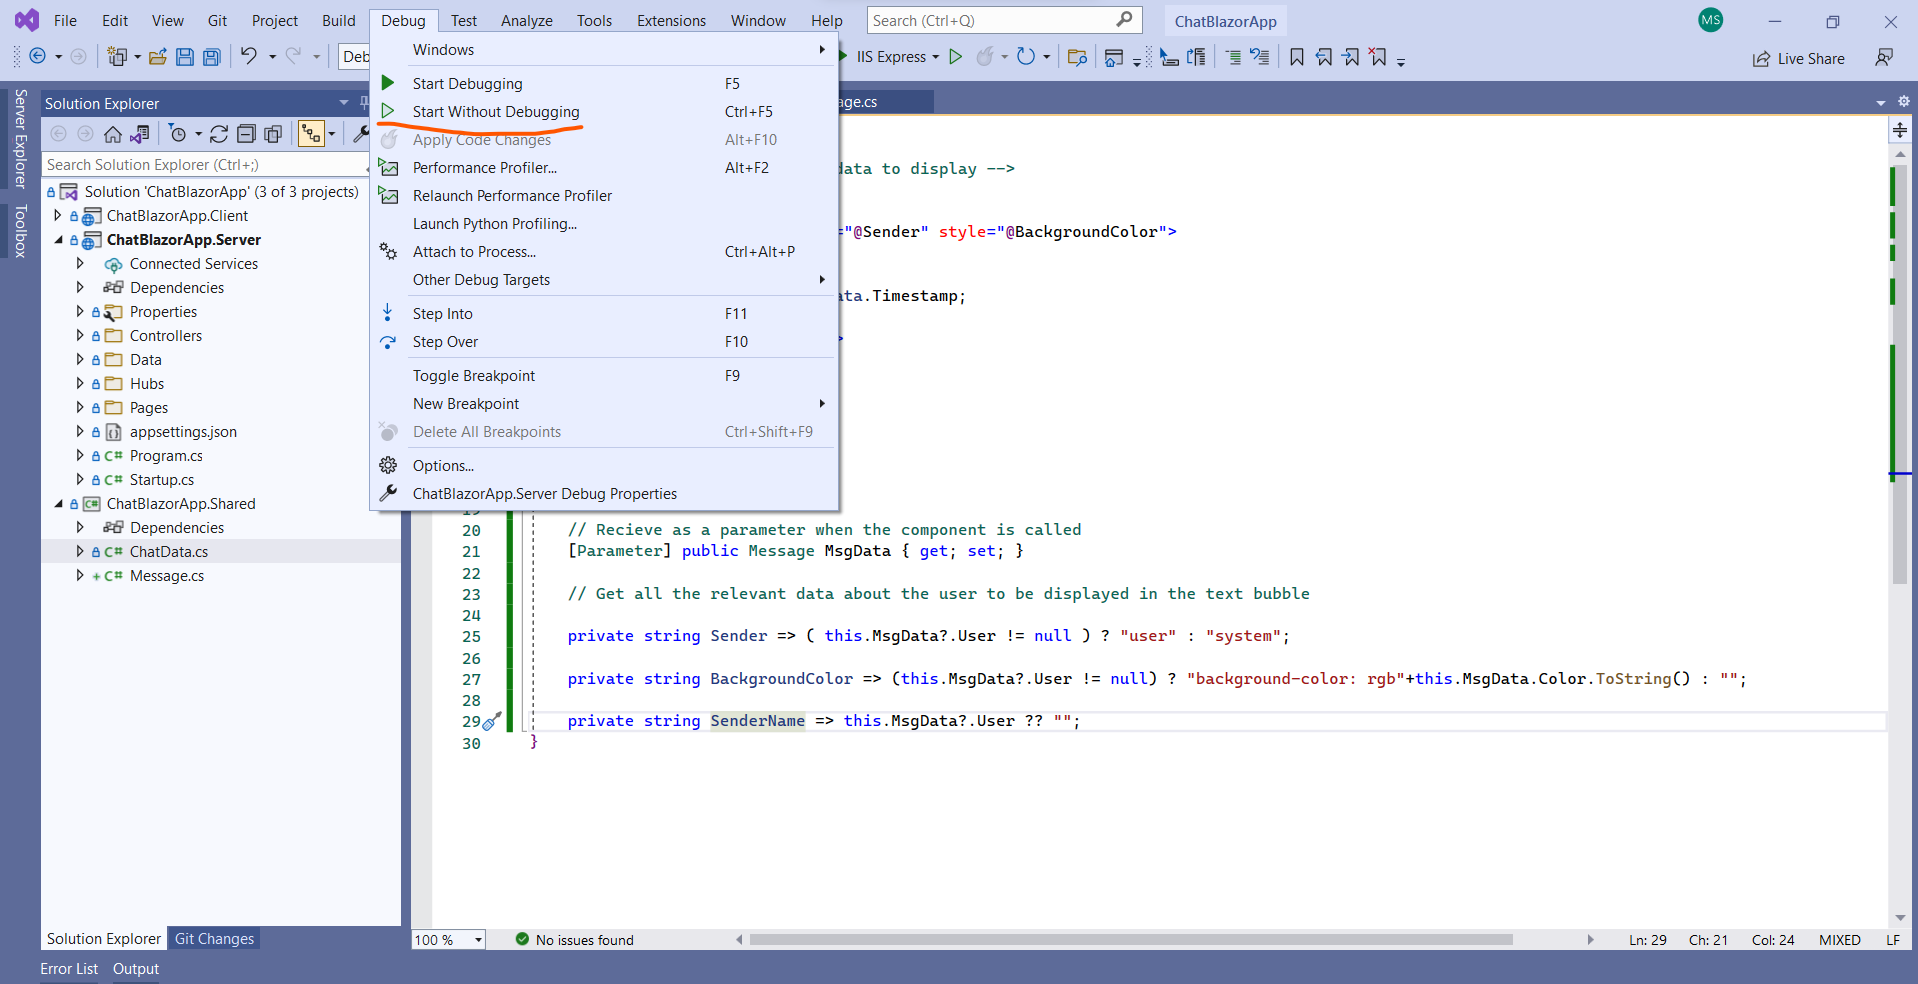 File Edit View Git Project Build Debug Test Analyze Tools Extensions Window Help Search (Ctrl+Q) ChatBlazorApp MS
Deb IIS Express Live Share
Server Explorer
Toolbox
Solution Explorer
Search Solution Explorer (Ctrl+;)
Solution 'ChatBlazorApp' (3 of 3 projects)
ChatBlazorApp.Client
ChatBlazorApp.Server
Connected Services
Dependencies
Properties
Controllers
Data
Hubs
Pages
appsettings.json
Program.cs
Startup.cs
ChatBlazorApp.Shared
Dependencies
ChatData.cs
Message.cs
Solution Explorer Git Changes
Windows
Start Debugging F5
Start Without Debugging Ctrl+F5
Apply Code Changes Alt+F10
Performance Profiler... Alt+F2
Relaunch Performance Profiler
Launch Python Profiling...
Attach to Process... Ctrl+Alt+P
Other Debug Targets
Step Into F11
Step Over F10
Toggle Breakpoint F9
New Breakpoint
Delete All Breakpoints Ctrl+Shift+F9
Options...
ChatBlazorApp.Server Debug Properties
age.cs
data to display -->
="@Sender" style="@BackgroundColor">
ata.Timestamp;
>
19
20 // Recieve as a parameter when the component is called
21 [Parameter] public Message MsgData { get; set; }
22
23 // Get all the relevant data about the user to be displayed in the text bubble
24
25 private string Sender => ( this.MsgData?.User != null ) ? "user" : "system";
26
27 private string BackgroundColor => (this.MsgData?.User != null) ? "background-color: rgb"+this.MsgData.Color.ToString() : "";
28
29 private string SenderName => this.MsgData?.User ?? "";
30 }
100 % No issues found Ln: 29 Ch: 21 Col: 24 MIXED LF
Error List Output